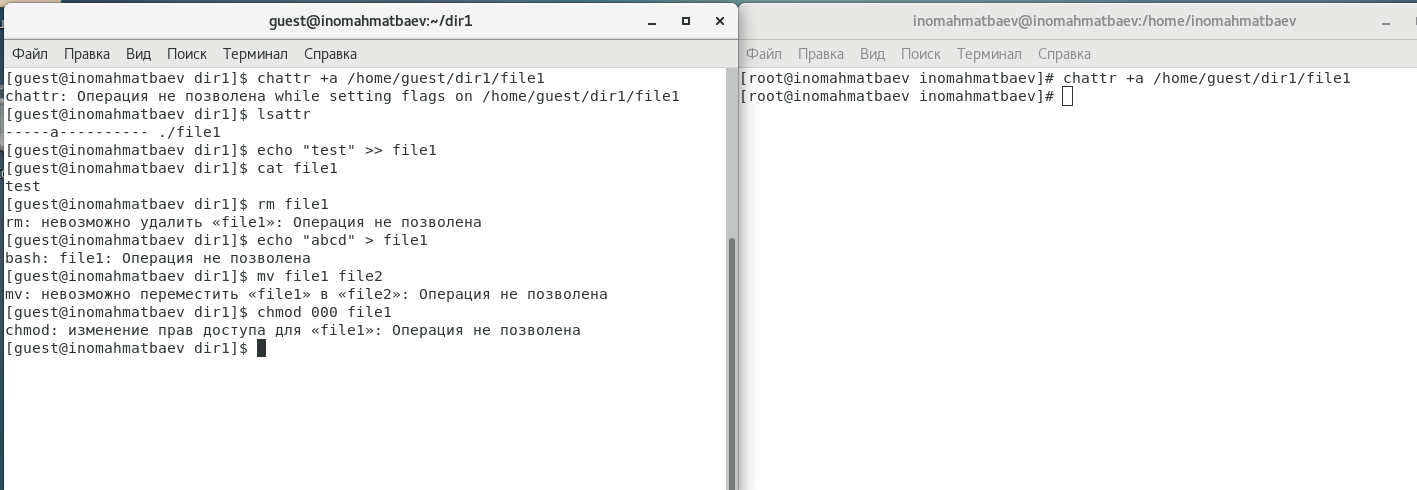 guest@inomahmatbaev:~/dir1
Файл Правка Вид Поиск Терминал Справка
[guest@inomahmatbaev dir1]$ chattr +a /home/guest/dir1/file1
chattr: Операция не позволена while setting flags on /home/guest/dir1/file1
[guest@inomahmatbaev dir1]$ lsattr
-----a---------- ./file1
[guest@inomahmatbaev dir1]$ echo "test" >> file1
[guest@inomahmatbaev dir1]$ cat file1
test
[guest@inomahmatbaev dir1]$ rm file1
rm: невозможно удалить «file1»: Операция не позволена
[guest@inomahmatbaev dir1]$ echo "abcd" > file1
bash: file1: Операция не позволена
[guest@inomahmatbaev dir1]$ mv file1 file2
mv: невозможно переместить «file1» в «file2»: Операция не позволена
[guest@inomahmatbaev dir1]$ chmod 000 file1
chmod: изменение прав доступа для «file1»: Операция не позволена
[guest@inomahmatbaev dir1]$
inomahmatbaev@inomahmatbaev:/home/inomahmatbaev
Файл Правка Вид Поиск Терминал Справка
[root@inomahmatbaev inomahmatbaev]# chattr +a /home/guest/dir1/file1
[root@inomahmatbaev inomahmatbaev]#